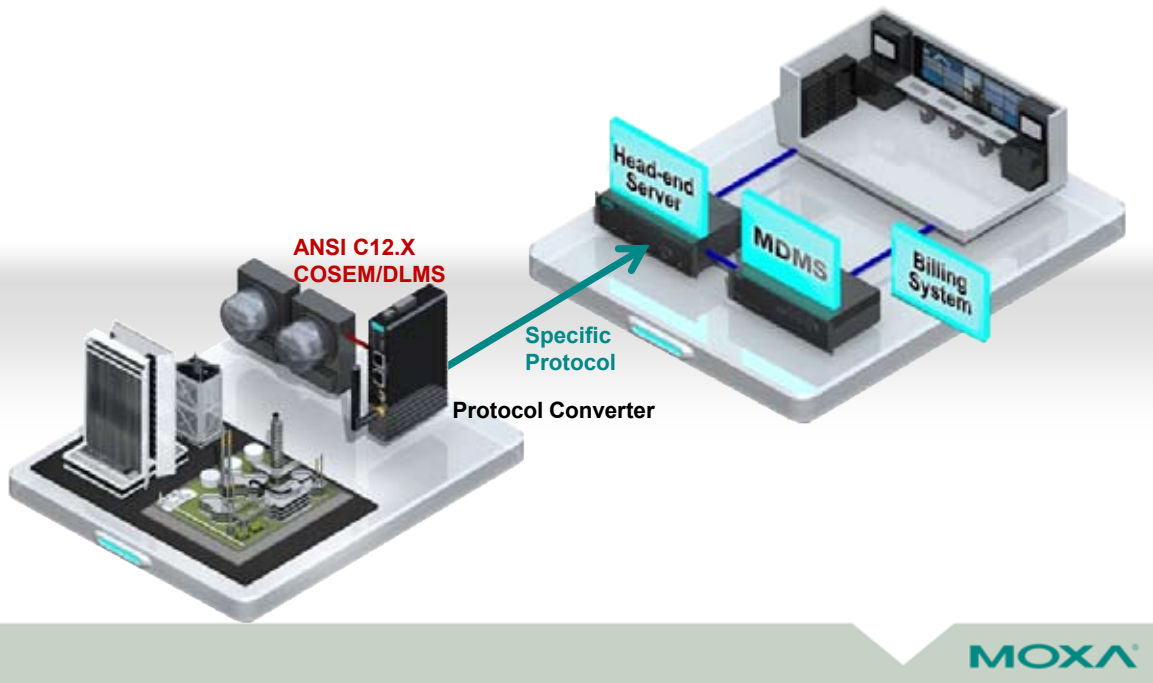 Head-end
Server
MDMS
Billing
System
ANSI C12.X
COSEM/DLMS
Specific
Protocol
Protocol Converter
MOXA